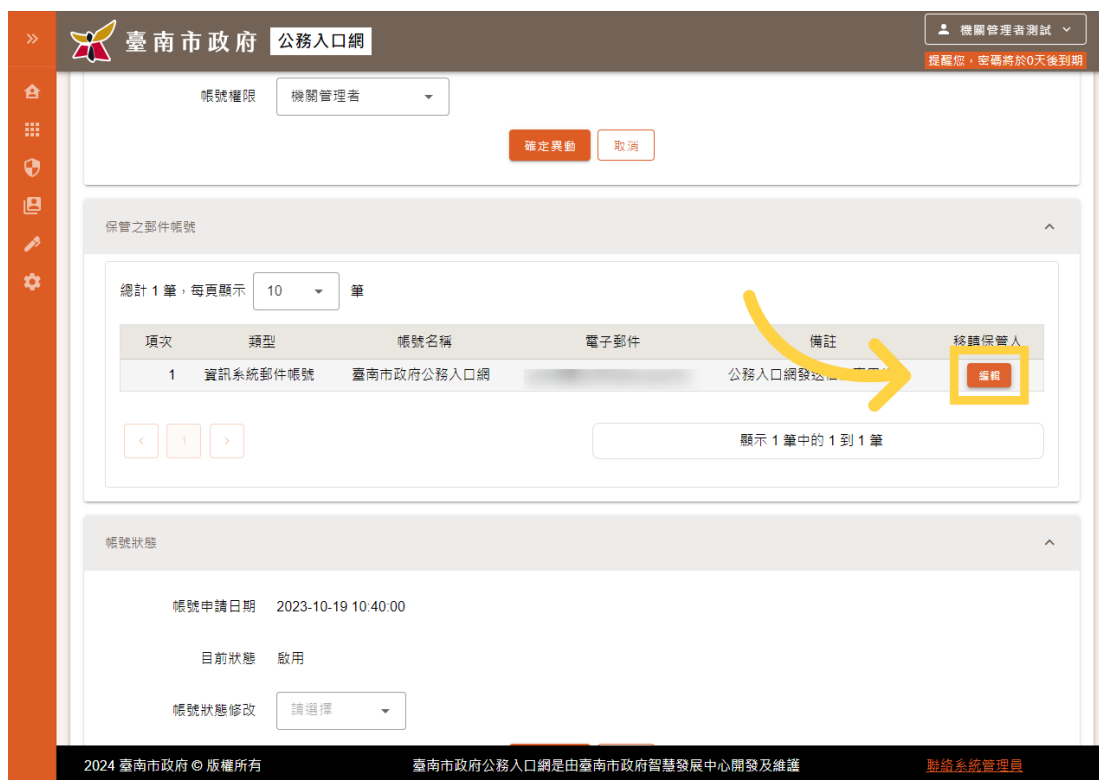 臺南市政府 公務入口網
機關管理者測試
提醒您，密碼將於0天後到期
帳號權限 機關管理者
確定異動 取消
保管之郵件帳號
總計 1 筆，每頁顯示 10 筆
項次 類型 帳號名稱 電子郵件 備註 移轉保管人
1 資訊系統郵件帳號 臺南市政府公務入口網 公務入口網發送 編輯
1
顯示 1 筆中的 1 到 1 筆
帳號狀態
帳號申請日期 2023-10-19 10:40:00
目前狀態 啟用
帳號狀態修改 請選擇
2024 臺南市政府 © 版權所有 臺南市政府公務入口網是由臺南市政府智慧發展中心開發及維護 聯絡系統管理員